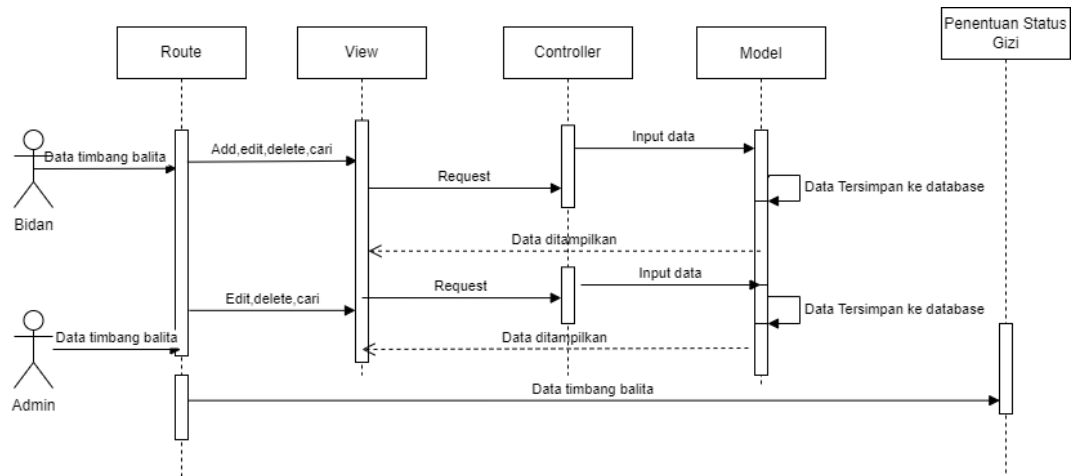 Penentuan Status
Gizi
Route
View
Controller
Model
Input data
Add,edit,delete,cari
Data timbang balita
Request
Data Tersimpan ke database
Bidan
Data ditampilkan
Input data
Request
Edit,delete,cari
Data Tersimpan ke database
Data timbang balita
Data ditampilkan
Data timbang balita
Admin